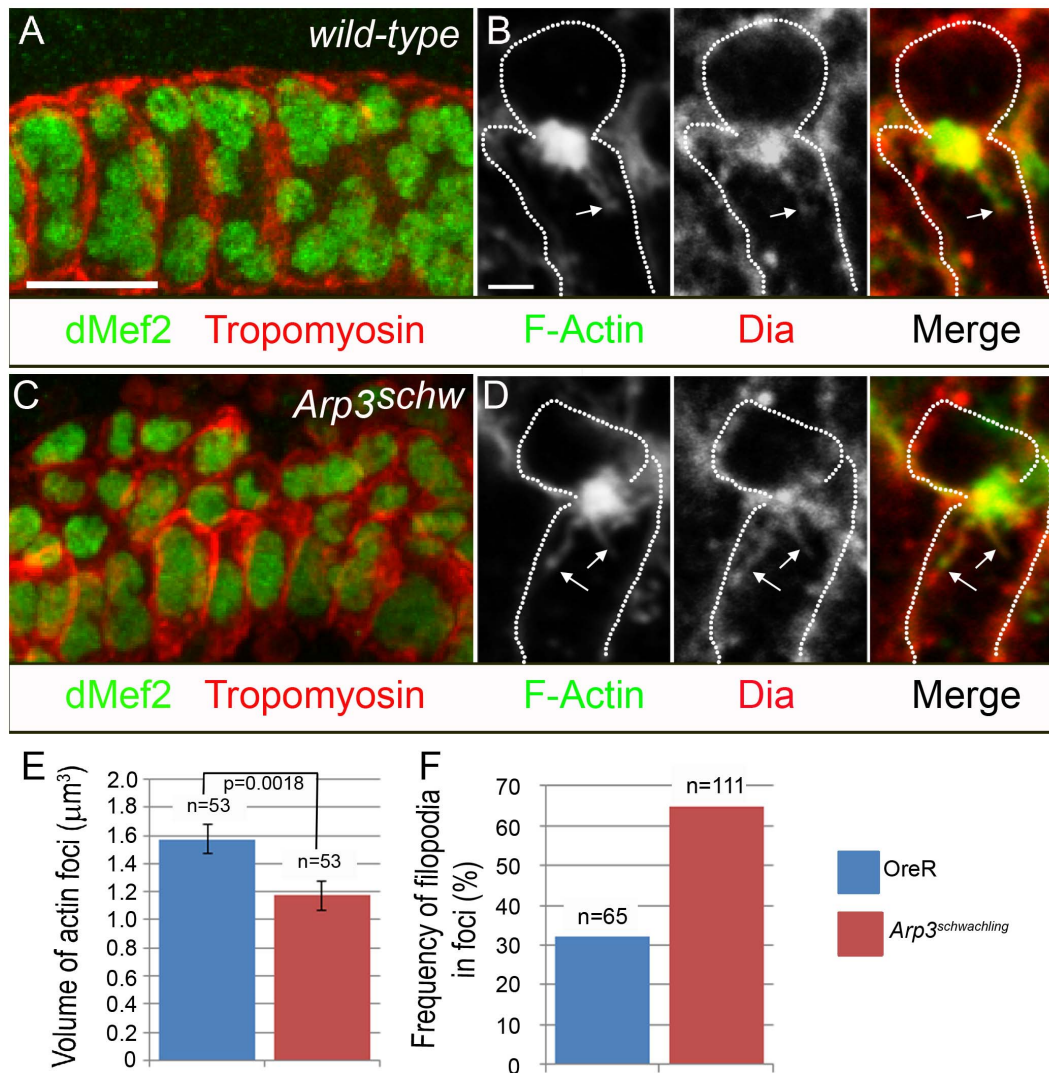 A wild-type B
dMef2 Tropomyosin F-Actin Dia Merge
C Arp3schw D
dMef2 Tropomyosin F-Actin Dia Merge
E
Volume of actin foci (μm³)
2.0
1.8
1.6
1.4
1.2
1.0
0.8
0.6
0.4
0.2
0
p=0.0018
n=53
n=53
F
Frequency of filopodia
in foci (%)
70
60
50
40
30
20
10
0
n=65
n=111
OreR
Arp3schwachling